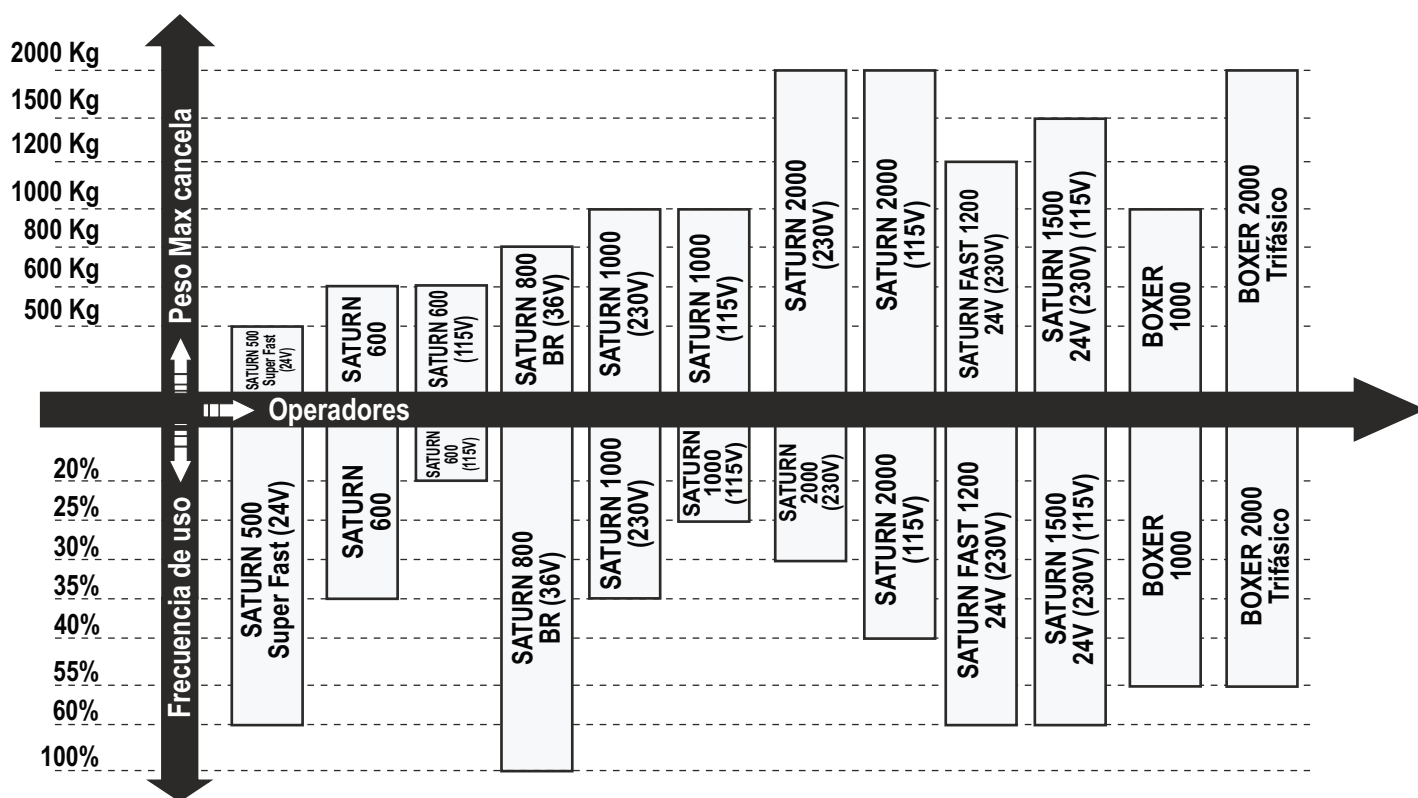 2000 Kg
1500 Kg
1200 Kg
1000 Kg
800 Kg
600 Kg
500 Kg
Peso Max cancela
SATURN 500
Super Fast
(24V)
SATURN
600
SATURN 600
(115V)
SATURN 800
BR (36V)
SATURN 1000
(230V)
SATURN 1000
(115V)
SATURN 2000
(230V)
SATURN 2000
(115V)
SATURN FAST 1200
24V (230V)
SATURN 1500
24V (230V) (115V)
BOXER
1000
BOXER 2000
Trifásico
Operadores
20%
25%
30%
35%
40%
55%
60%
100%
Frecuencia de uso
SATURN 500
Super Fast (24V)
SATURN
600
SATURN
600
(115V)
SATURN 800
BR (36V)
SATURN 1000
(230V)
SATURN
1000
(115V)
SATURN
2000
(230V)
SATURN 2000
(115V)
SATURN FAST 1200
24V (230V)
SATURN 1500
24V (230V) (115V)
BOXER
1000
BOXER 2000
Trifásico